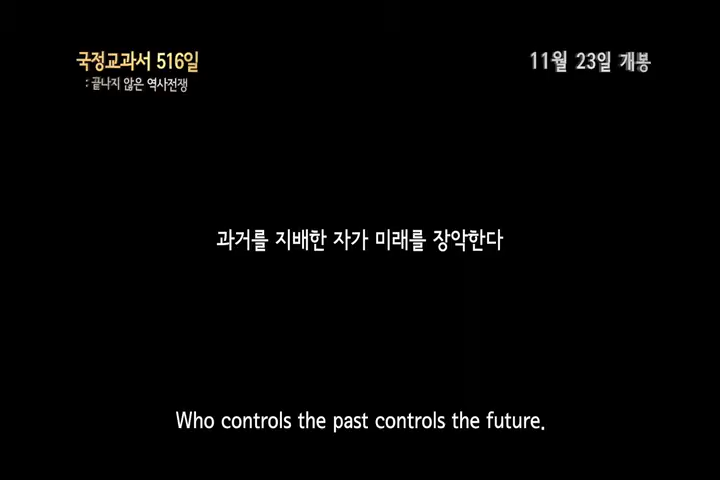 국정교과서 516일
: 끝나지 않은 역사전쟁
11월 23일 개봉
과거를 지배한 자가 미래를 장악한다
Who controls the past controls the future.